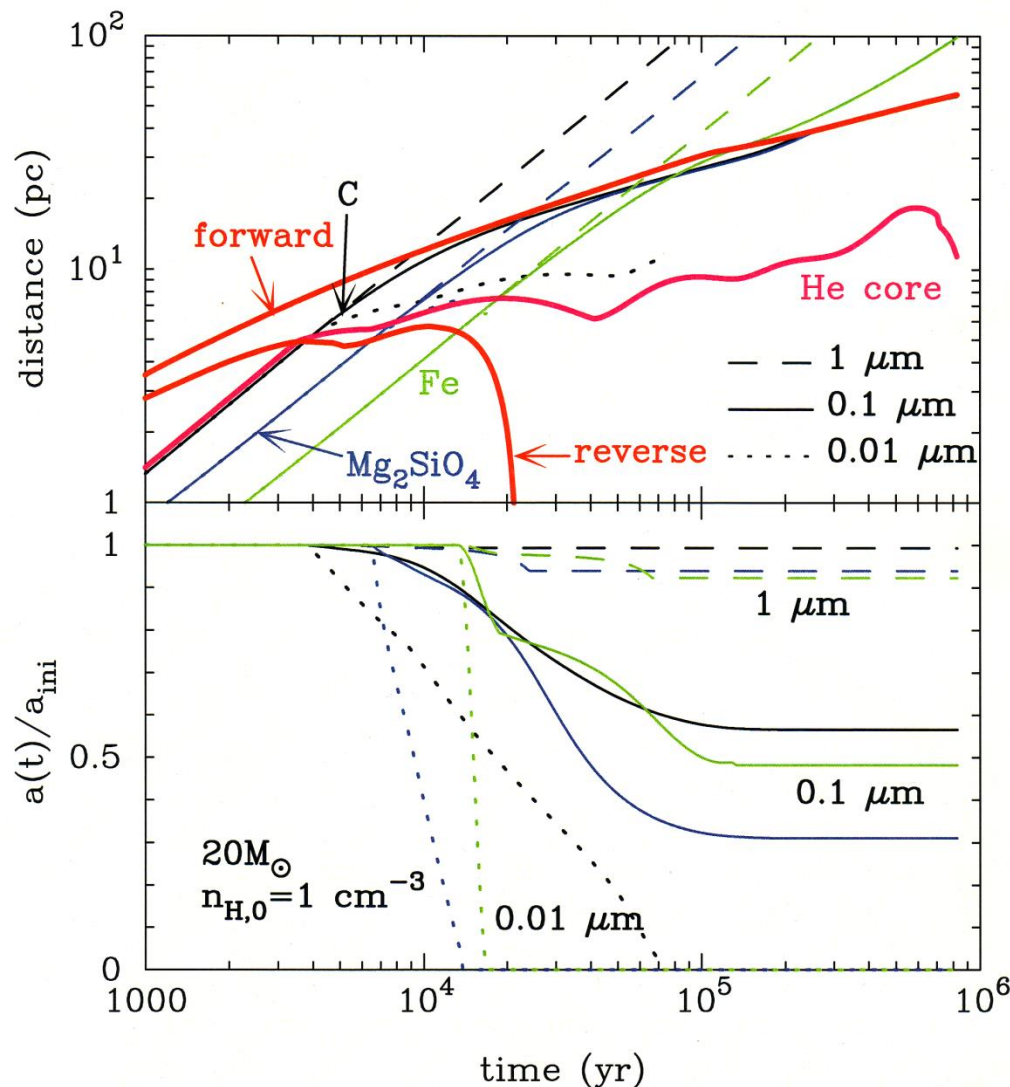 10²
distance (pc)
10
1
C
forward
He core
Fe
1 μm
0.1 μm
0.01 μm
reverse
Mg₂SiO₄
1
a(t)/a_ini
0.5
0
1 μm
0.1 μm
20M☉
n_H,0=1 cm⁻³
0.01 μm
1000
10⁴
10⁵
10⁶
time (yr)